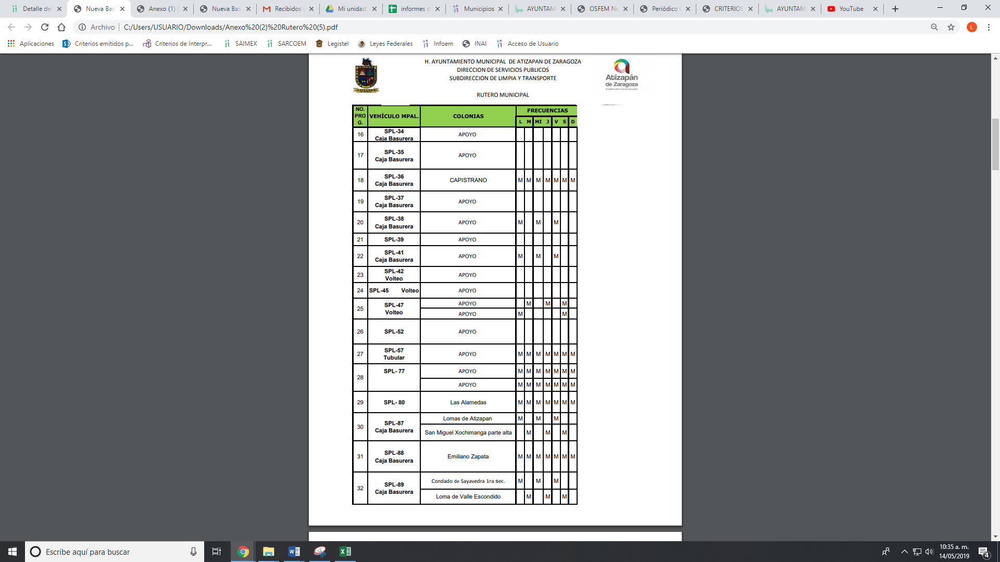 Detalle del
Nueva Bas
Anexo (1)
Nueva Bas
Recibidos
Mi unidad
informes d
Municipios
AYUNTAM
OSFEM No
Periódico
CRITERIOS
AYUNTAM
YouTube
Archivo C:/Users/USUARIO/Downloads/Anexo%20(2)%20Rutero%20(5).pdf L
Aplicaciones Criterios emitidos p... Criterios de Interpr... SAIMEX SARCOEM Legistel Leyes Federales Infoem INAI Acceso de Usuario
H. AYUNTAMIENTO MUNICIPAL DE ATIZAPAN DE ZARAGOZA
DIRECCION DE SERVICIOS PUBLICOS
SUBDIRECCION DE LIMPIA Y TRANSPORTE
RUTERO MUNICIPAL
ATIZAPAN
Atizapán
de Zaragoza
NO. PRO G. VEHÍCULO MPAL. COLONIAS FRECUENCIAS
L M MI J V S D
16 SPL-34 Caja Basurera APOYO
17 SPL-35 Caja Basurera APOYO
18 SPL-36 Caja Basurera CAPISTRANO M M M M M M M
19 SPL-37 Caja Basurera APOYO
20 SPL-38 Caja Basurera APOYO M M M
21 SPL-39 APOYO
22 SPL-41 Caja Basurera APOYO M M M
23 SPL-42 Volteo APOYO
24 SPL-45 Volteo APOYO
25 SPL-47 Volteo APOYO M M M
APOYO M M
26 SPL-52 APOYO
27 SPL-57 Tubular APOYO M M M M M M M
28 SPL- 77 APOYO M M M M M M M
APOYO M M M M M M M
29 SPL- 80 Las Alamedas M M M M M M M
30 SPL-87 Caja Basurera Lomas de Atizapan M M M
San Miguel Xochimanga parte alta M M M
31 SPL-88 Caja Basurera Emiliano Zapata M M M M M M M
32 SPL-89 Caja Basurera Condado de Sayavedra 1ra sec. M M M
Loma de Valle Escondido M M M
Escribe aquí para buscar
10:35 a. m.
14/05/2019
4